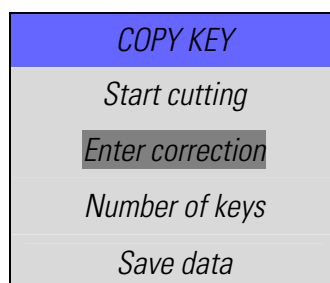 COPY KEY
Start cutting
Enter correction
Number of keys
Save data